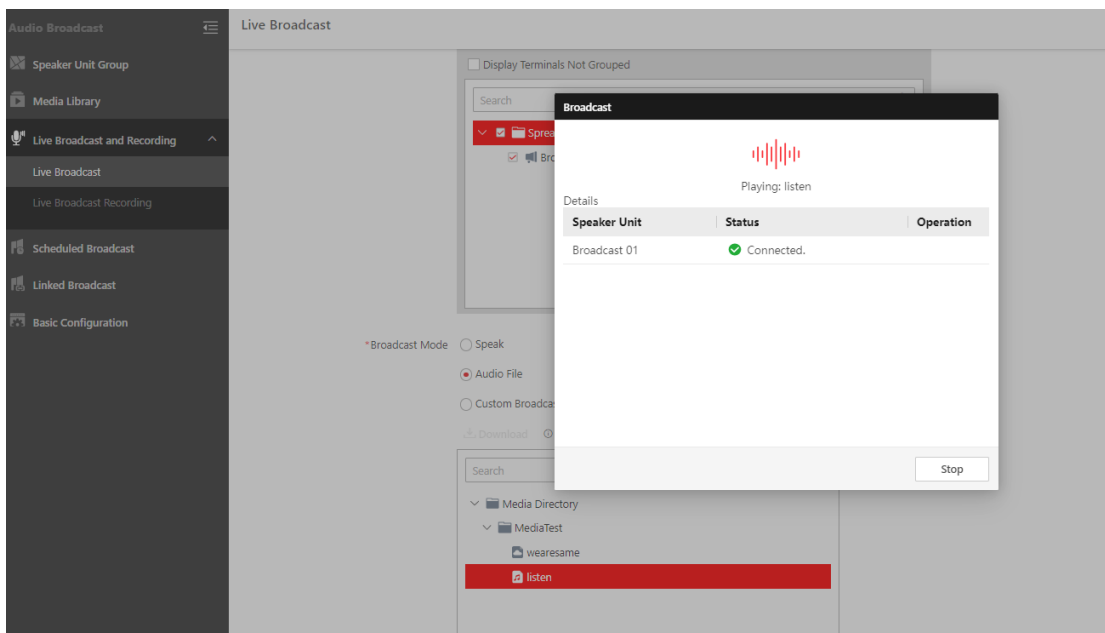 Audio Broadcast
Live Broadcast
Speaker Unit Group
Media Library
Live Broadcast and Recording
Live Broadcast
Live Broadcast Recording
Scheduled Broadcast
Linked Broadcast
Basic Configuration
Display Terminals Not Grouped
Search
Broadcast
Playing: listen
Details
Speaker Unit Status Operation
Broadcast 01 Connected.
Stop
*Broadcast Mode Speak
Audio File
Custom Broadca
Download
Search
Media Directory
MediaTest
wearesame
listen